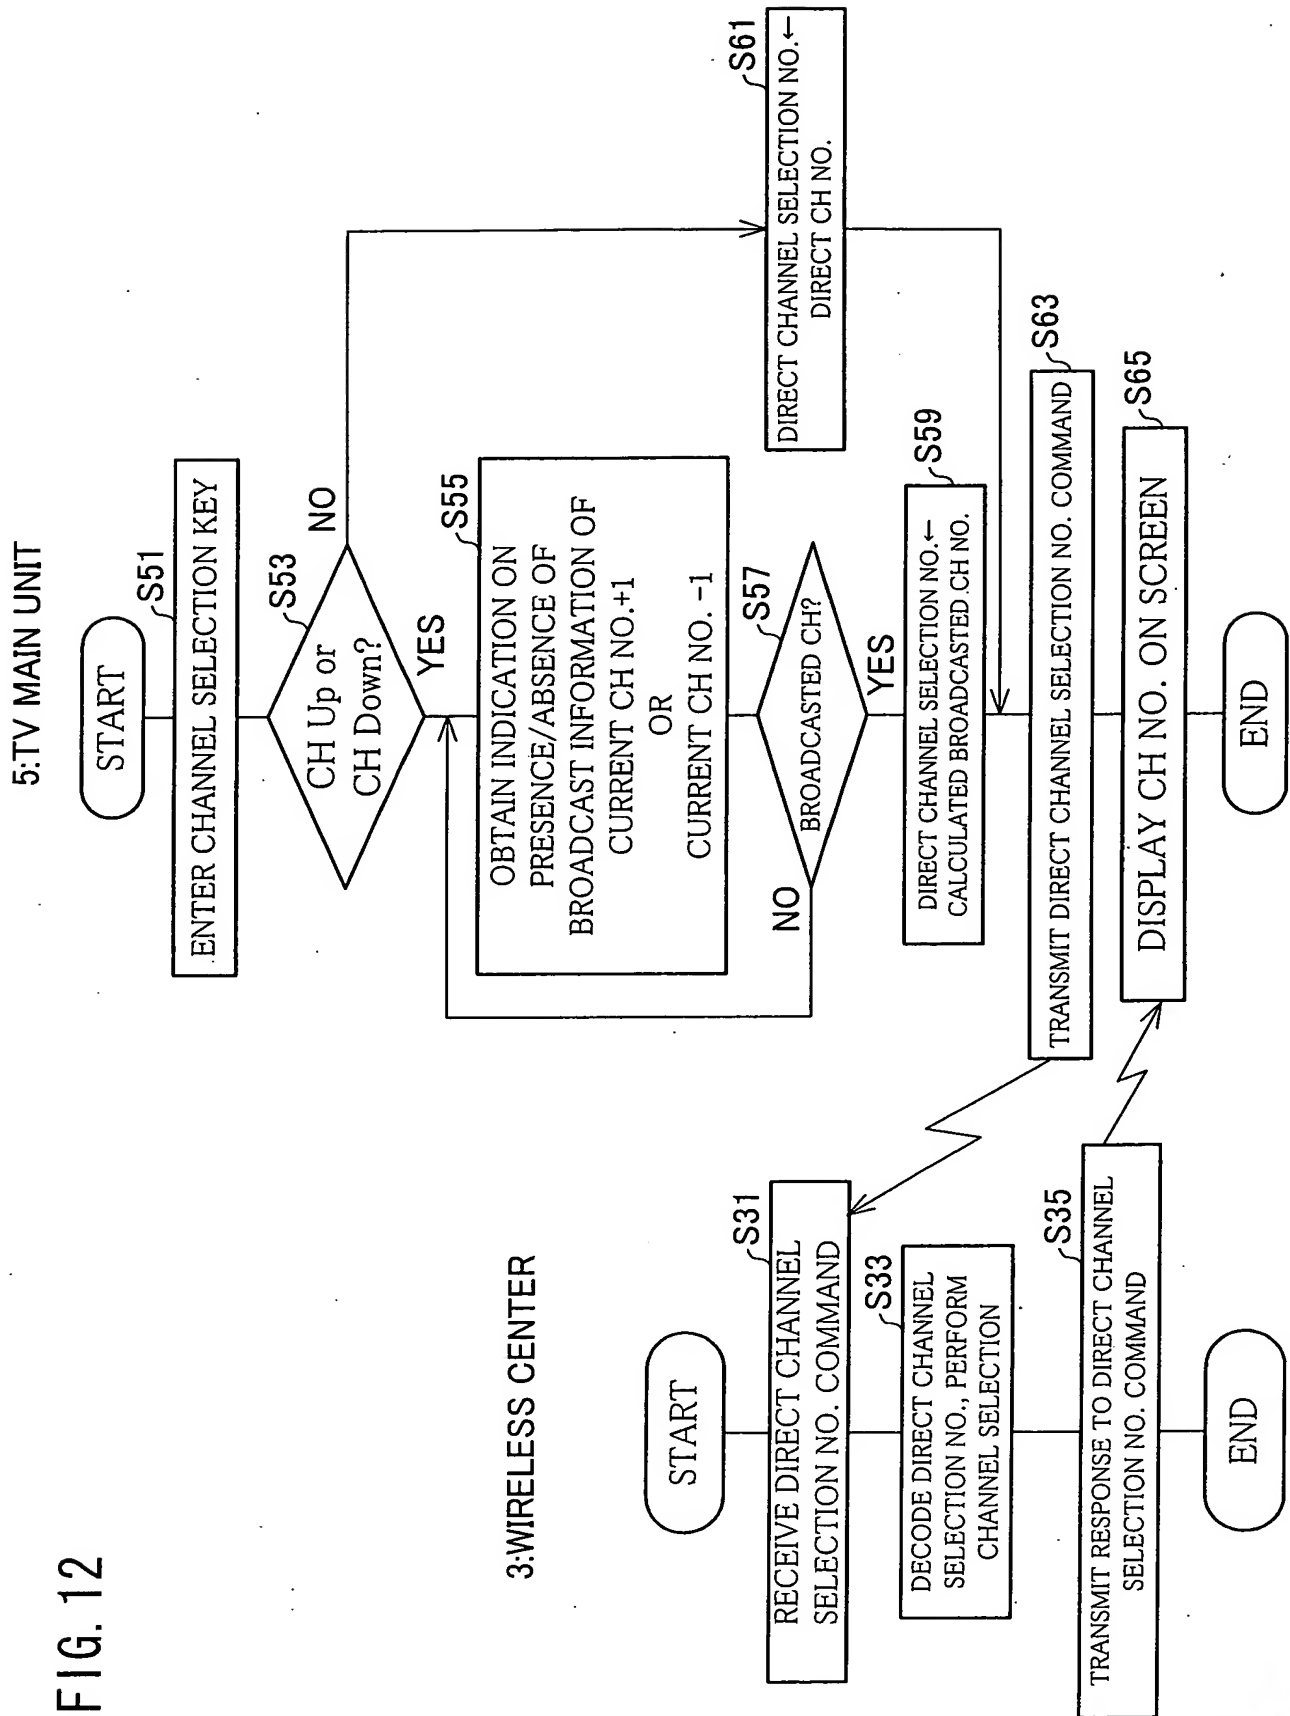 FIG. 12
5:TV MAIN UNIT
START
S51
ENTER CHANNEL SELECTION KEY
S53
CH Up or
CH Down?
NO
YES
S55
OBTAIN INDICATION ON
PRESENCE/ABSENCE OF
BROADCAST INFORMATION OF
CURRENT CH NO.+1
OR
CURRENT CH NO. -1
S57
BROADCASTED CH?
NO
YES
S59
DIRECT CHANNEL SELECTION NO.←
CALCULATED BROADCASTED CH NO.
S61
DIRECT CHANNEL SELECTION NO.←
DIRECT CH NO.
S63
TRANSMIT DIRECT CHANNEL SELECTION NO. COMMAND
S65
DISPLAY CH NO. ON SCREEN
END
3:WIRELESS CENTER
START
S31
RECEIVE DIRECT CHANNEL
SELECTION NO. COMMAND
S33
DECODE DIRECT CHANNEL
SELECTION NO., PERFORM
CHANNEL SELECTION
S35
TRANSMIT RESPONSE TO DIRECT CHANNEL
SELECTION NO. COMMAND
END